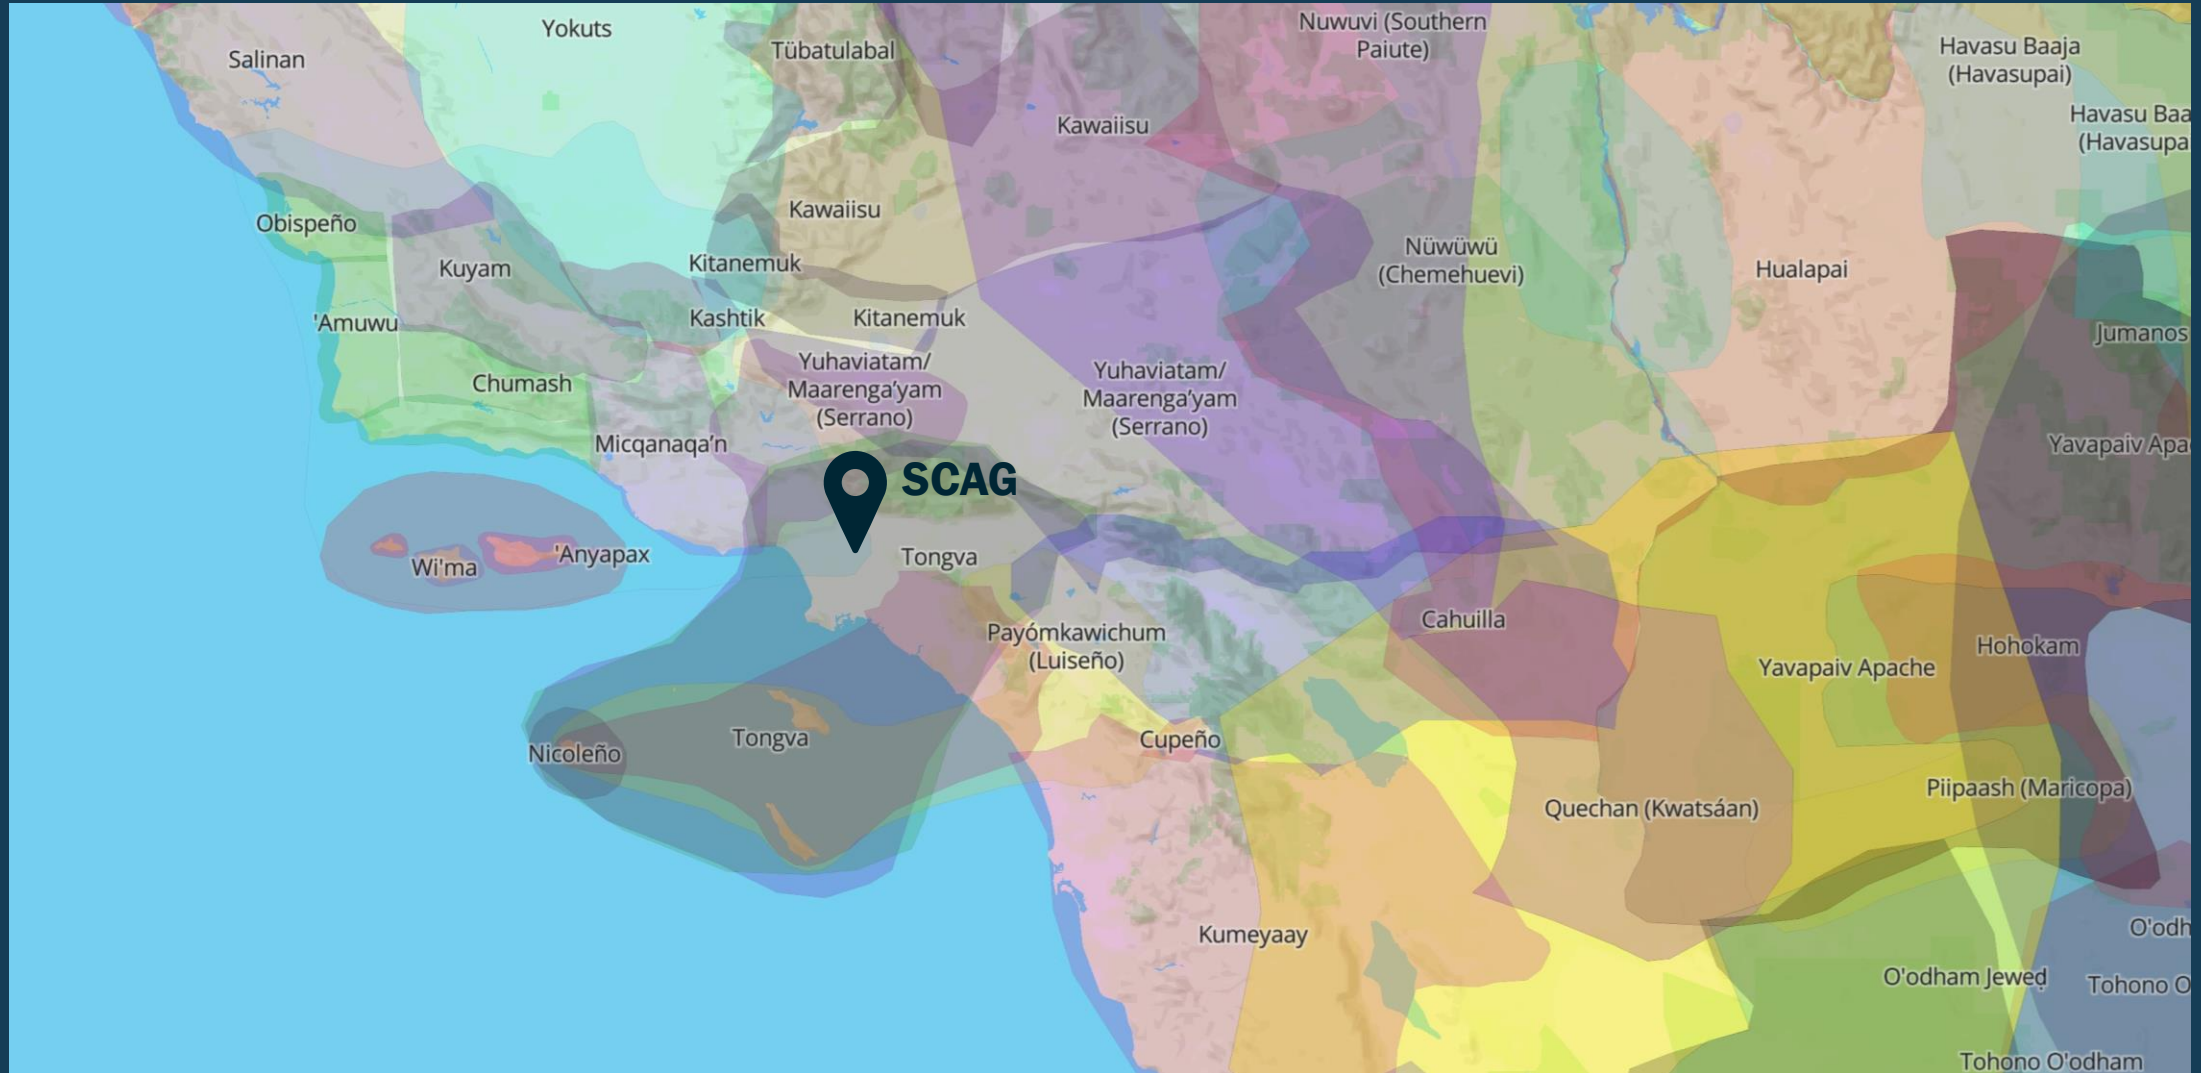 Yokuts
Nuwuvi (Southern
Paiute)
Salinan
Tübatulabal
Havasu Baaja
(Havasupai)
Havasu Baa
(Havasupa
Kawaiisu
Kawaiisu
Obispeño
Kuyam
Kitanemuk
Nüwüwü
(Chemehuevi)
Hualapai
'Amuwu
Kashtik
Kitanemuk
Jumanos
Yuhaviatam/
Maarenga'yam
(Serrano)
Yuhaviatam/
Maarenga'yam
(Serrano)
Chumash
Micqanaqa'n
Yavapaiv Apa
SCAG
Wi'ma
'Anyapax
Tongva
Cahuilla
Payómkawichum
(Luiseño)
Hohokam
Yavapaiv Apache
Nicoleño
Tongva
Cupeño
Piipaash (Maricopa)
Quechan (Kwatsáan)
Kumeyaay
O'odh
O'odham Jeweḍ
Tohono O
Tohono O'odham